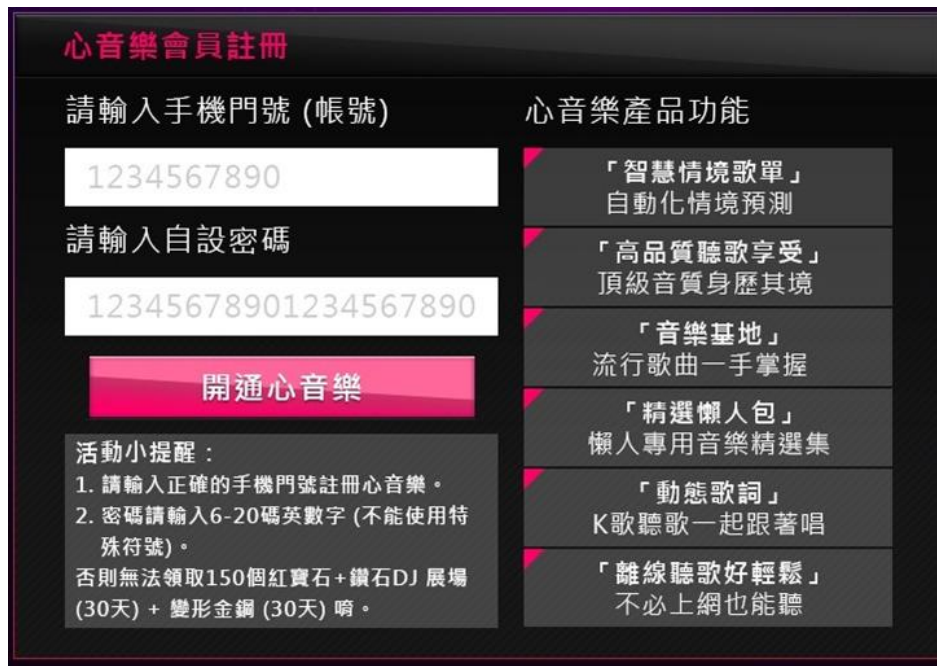 心音樂會員註冊
請輸入手機門號 (帳號)
1234567890
請輸入自設密碼
12345678901234567890
開通心音樂
活動小提醒：
1. 請輸入正確的手機門號註冊心音樂。
2. 密碼請輸入6-20碼英數字 (不能使用特
殊符號)。
否則無法領取150個紅寶石+鑽石DJ 展場
(30天) + 變形金鋼 (30天) 唷。
心音樂產品功能
「智慧情境歌單」
自動化情境預測
「高品質聽歌享受」
頂級音質身歷其境
「音樂基地」
流行歌曲一手掌握
「精選懶人包」
懶人專用音樂精選集
「動態歌詞」
K歌聽歌一起跟著唱
「離線聽歌好輕鬆」
不必上網也能聽